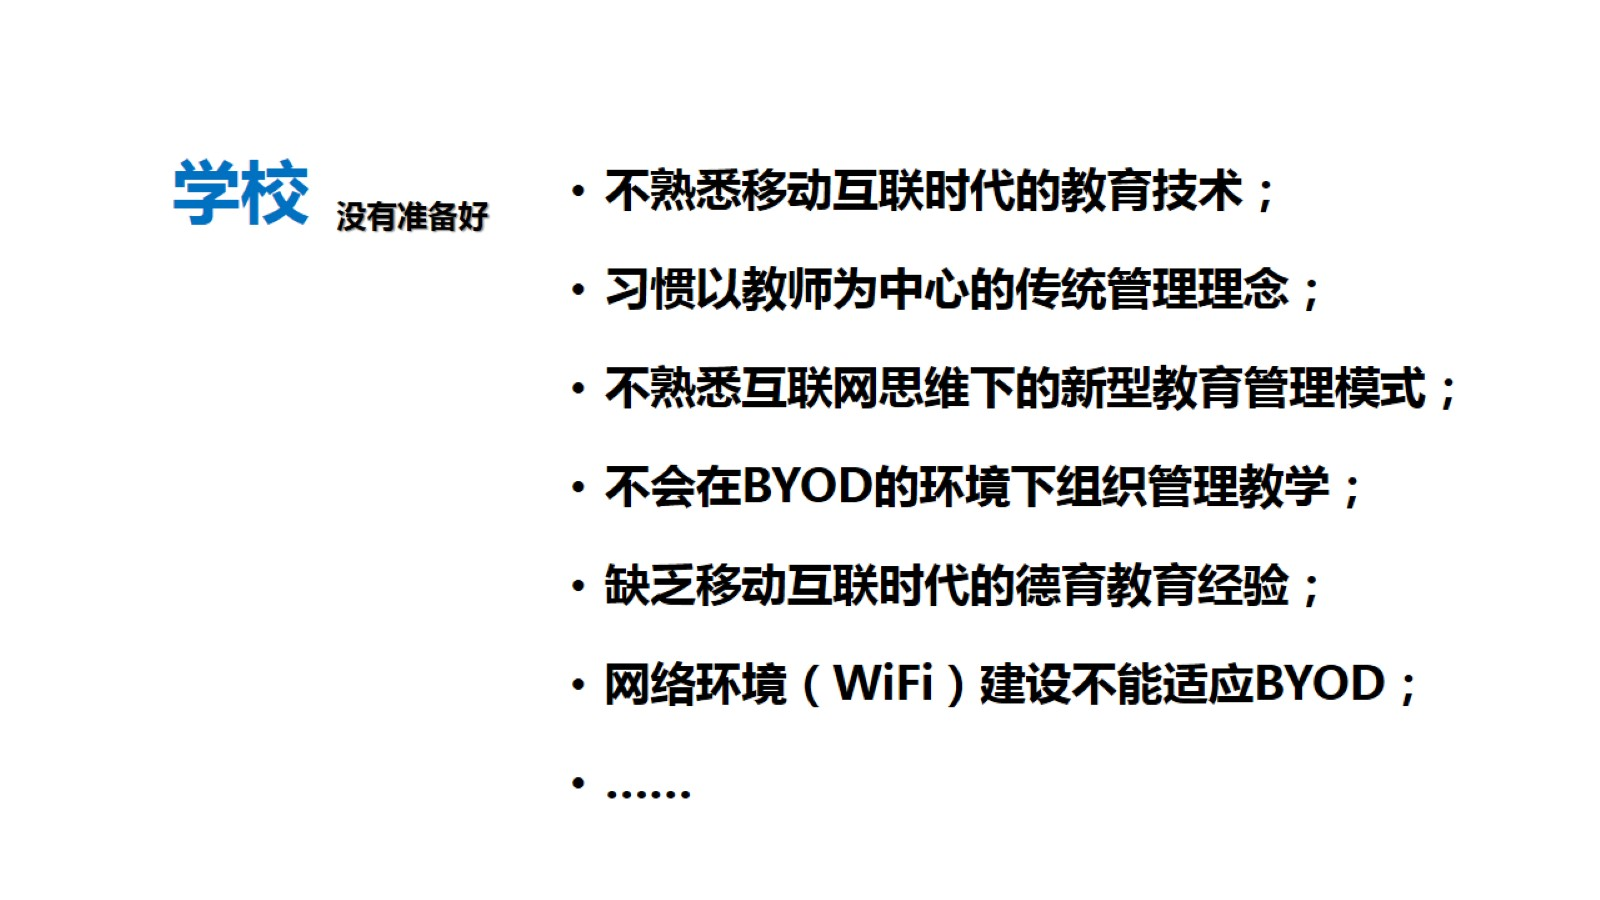 学校 没有准备好
• 不熟悉移动互联时代的教育技术；
• 习惯以教师为中心的传统管理理念；
• 不熟悉互联网思维下的新型教育管理模式；
• 不会在BYOD的环境下组织管理教学；
• 缺乏移动互联时代的德育教育经验；
• 网络环境（WiFi）建设不能适应BYOD；
• ……